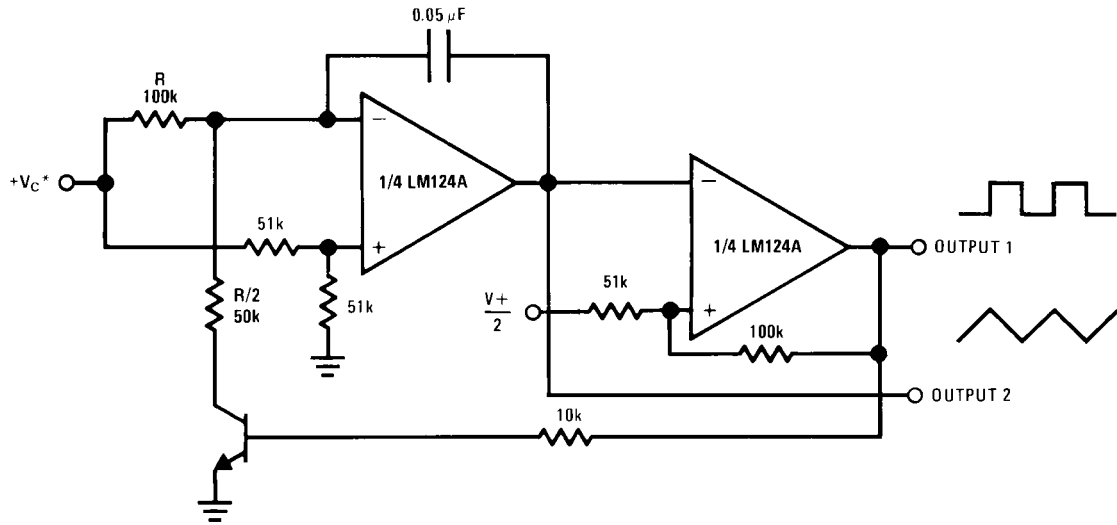 0.05 μF
R
100k
+VC*
51k
51k
R/2
50k
−
+
1/4 LM124A
V+
2
51k
−
+
1/4 LM124A
100k
10k
OUTPUT 1
OUTPUT 2